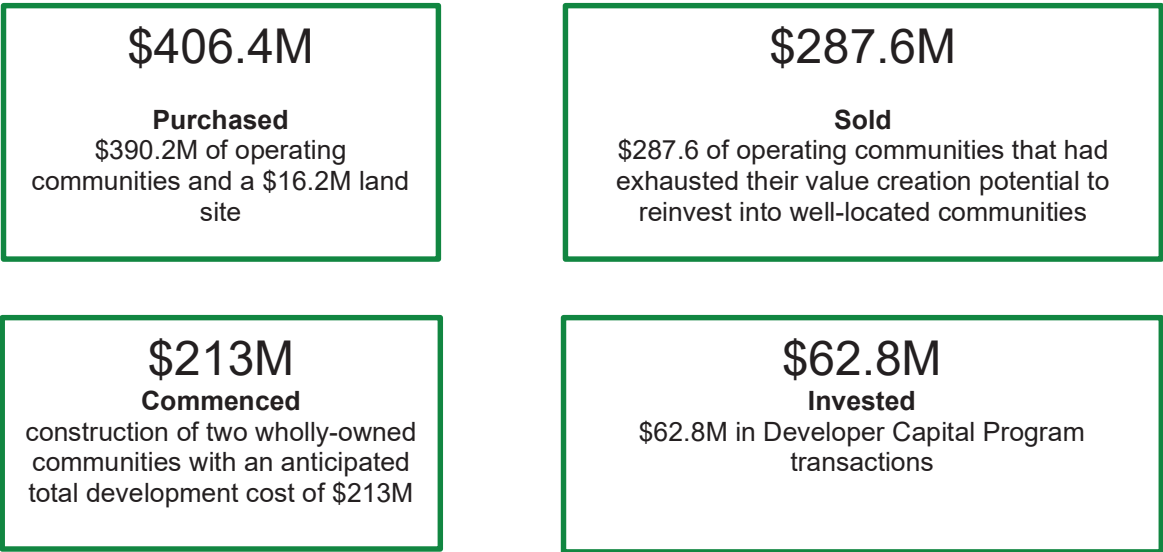 $406.4M
Purchased
$390.2M of operating
communities and a $16.2M land
site
$287.6M
Sold
$287.6 of operating communities that had
exhausted their value creation potential to
reinvest into well-located communities
$213M
Commenced
construction of two wholly-owned
communities with an anticipated
total development cost of $213M
$62.8M
Invested
$62.8M in Developer Capital Program
transactions